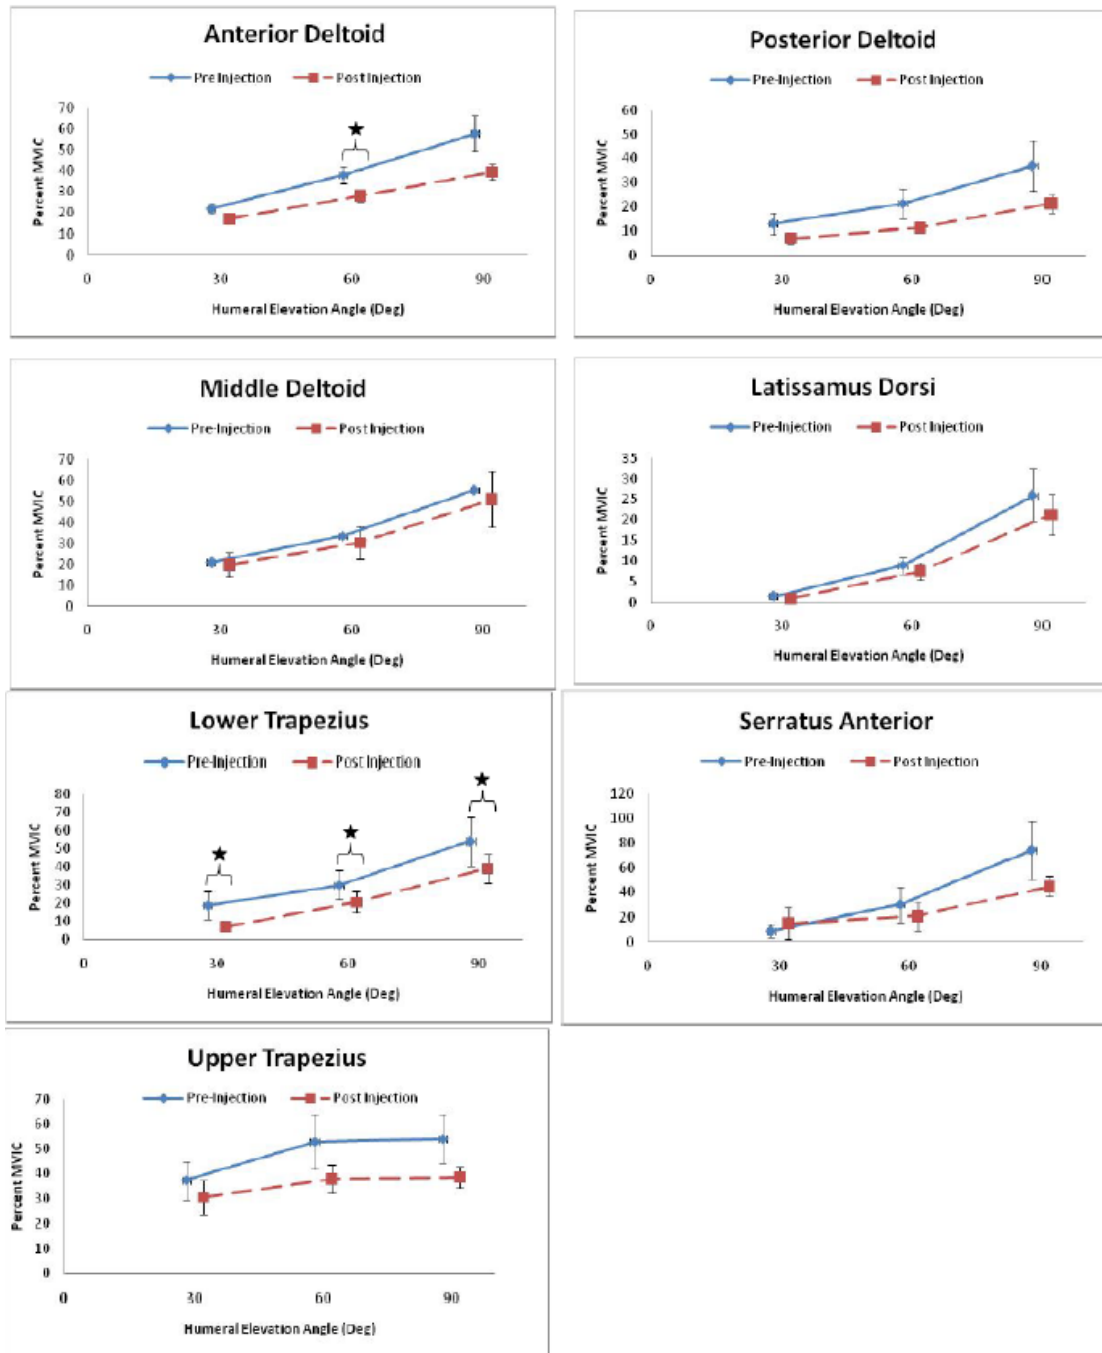 Anterior Deltoid
Pre Injection Post Injection
70
60
50
40
30
20
10
0
Percent MVIC
0 30 60 90
Humeral Elevation Angle (Deg)
Posterior Deltoid
Pre-Injection Post Injection
60
50
40
30
20
10
0
Percent MVIC
0 30 60 90
Humeral Elevation Angle (Deg)
Middle Deltoid
Pre-Injection Post Injection
70
60
50
40
30
20
10
0
Percent MVIC
0 30 60 90
Humeral Elevation Angle (Deg)
Latissamus Dorsi
Pre-Injection Post Injection
35
30
25
20
15
10
5
0
Percent MVIC
0 30 60 90
Humeral Elevation Angle (Deg)
Lower Trapezius
Pre-Injection Post Injection
80
70
60
50
40
30
20
10
0
Percent MVIC
0 30 60 90
Humeral Elevation Angle (Deg)
Serratus Anterior
Pre-Injection Post Injection
120
100
80
60
40
20
0
Percent MVIC
0 30 60 90
Humeral Elevation Angle (Deg)
Upper Trapezius
Pre-Injection Post Injection
70
60
50
40
30
20
10
0
Percent MVIC
0 30 60 90
Humeral Elevation Angle (Deg)